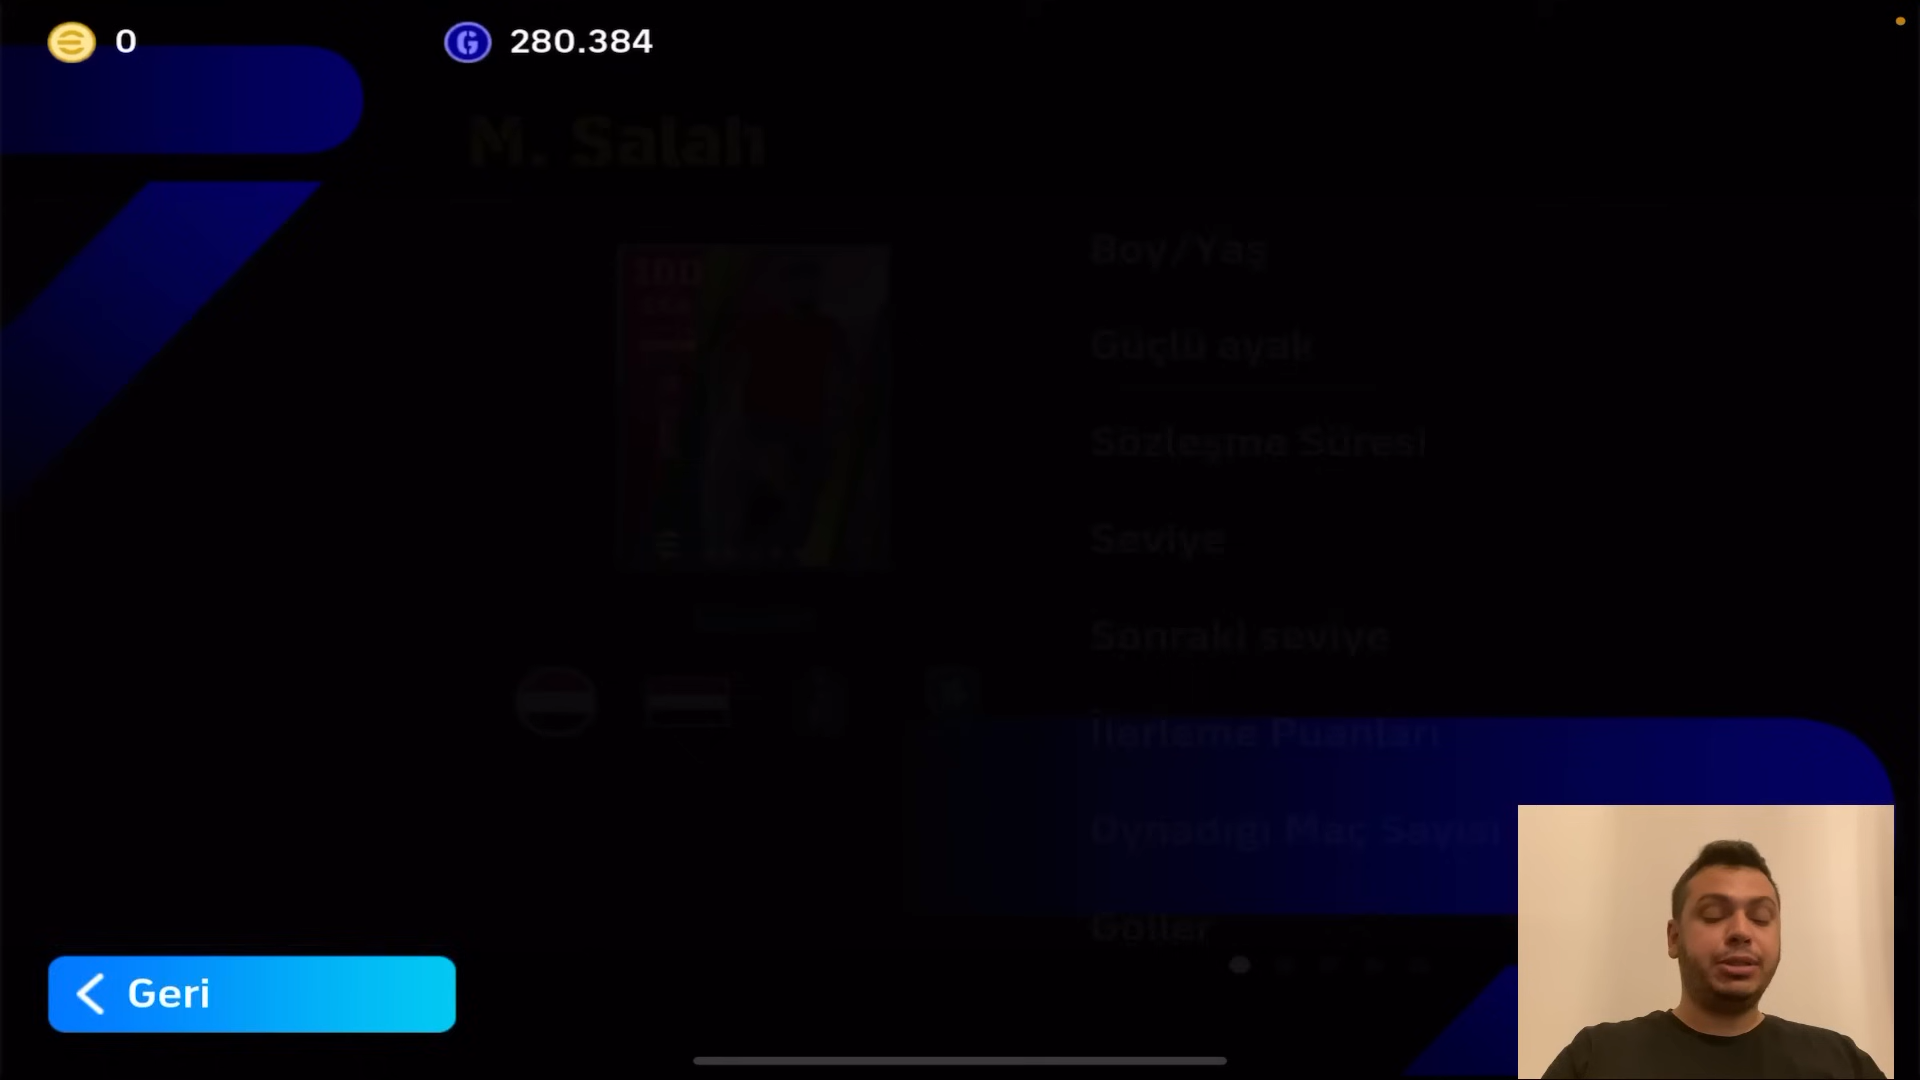 0
280.384
M. Salah
100
Boy/Yaş
Güçlü ayak
Sözleşme Süresi
Seviye
Sonraki seviye
İlerleme Puanları
Oynadığı Maç Sayısı
Goller
Geri